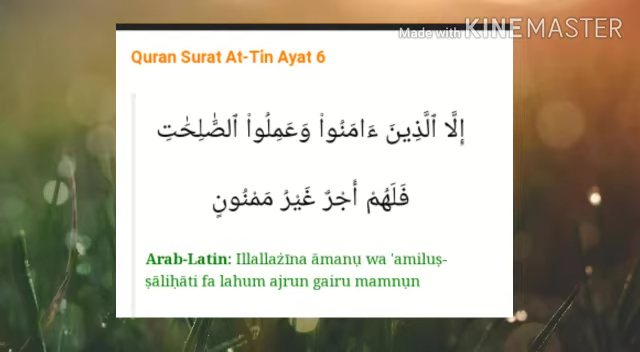 Made with KINEMASTER
Quran Surat At-Tin Ayat 6
إِلَّا ٱلَّذِينَ ءَامَنُوا۟ وَعَمِلُوا۟ ٱلصَّٰلِحَٰتِ
فَلَهُمْ أَجْرٌ غَيْرُ مَمْنُونٍ
Arab-Latin: Illallażīna āmanụ wa 'amiluṣ-
ṣāliḥāti fa lahum ajrun gairu mamnụn